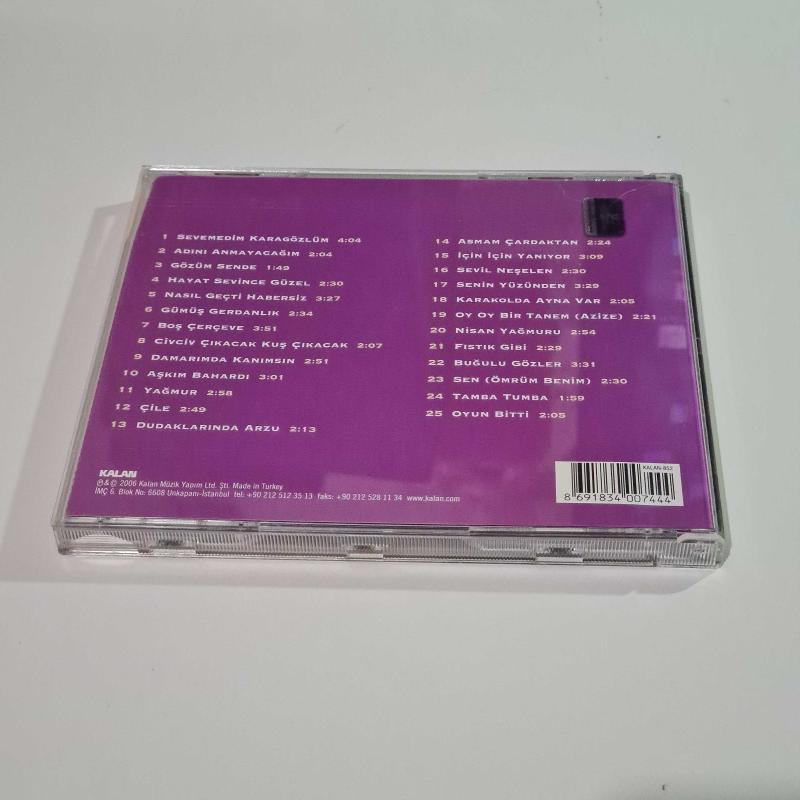 1 Sevemedim Karagözlüm 4:04
2 Adını Anmayacağım 2:04
3 Gözüm Sende 1:49
4 Hayat Sevince Güzel 2:30
5 Nasıl Geçti Habersiz 3:27
6 Gümüş Gerdanlık 2:34
7 Boş Çerçeve 3:51
8 Civciv Çıkacak Kuş Çıkacak 2:07
9 Damarımda Kanımsın 2:51
10 Aşkım Bahardı 3:01
11 Yağmur 2:58
12 Çile 2:49
13 Dudaklarında Arzu 2:13
14 Asmam Çardaktan 2:24
15 İçin İçin Yanıyor 3:09
16 Sevil Neşelen 2:30
17 Senin Yüzünden 3:29
18 Karakolda Ayna Var 2:05
19 Oy Oy Bir Tanem (Azize) 2:21
20 Nisan Yağmuru 2:54
21 Fıstık Gibi 2:29
22 Buğulu Gözler 3:31
23 Sen (Ömrüm Benim) 2:30
24 Tamba Tumba 1:59
25 Oyun Bitti 2:05
KALAN
℗&© 2006 Kalan Müzik Yapım Ltd. Şti. Made in Turkey
İMÇ 6. Blok No: 6608 Unkapanı-İstanbul tel: +90 212 512 35 13 faks: +90 212 528 11 34 www.kalan.com
KALAN-852
8 691834 007444